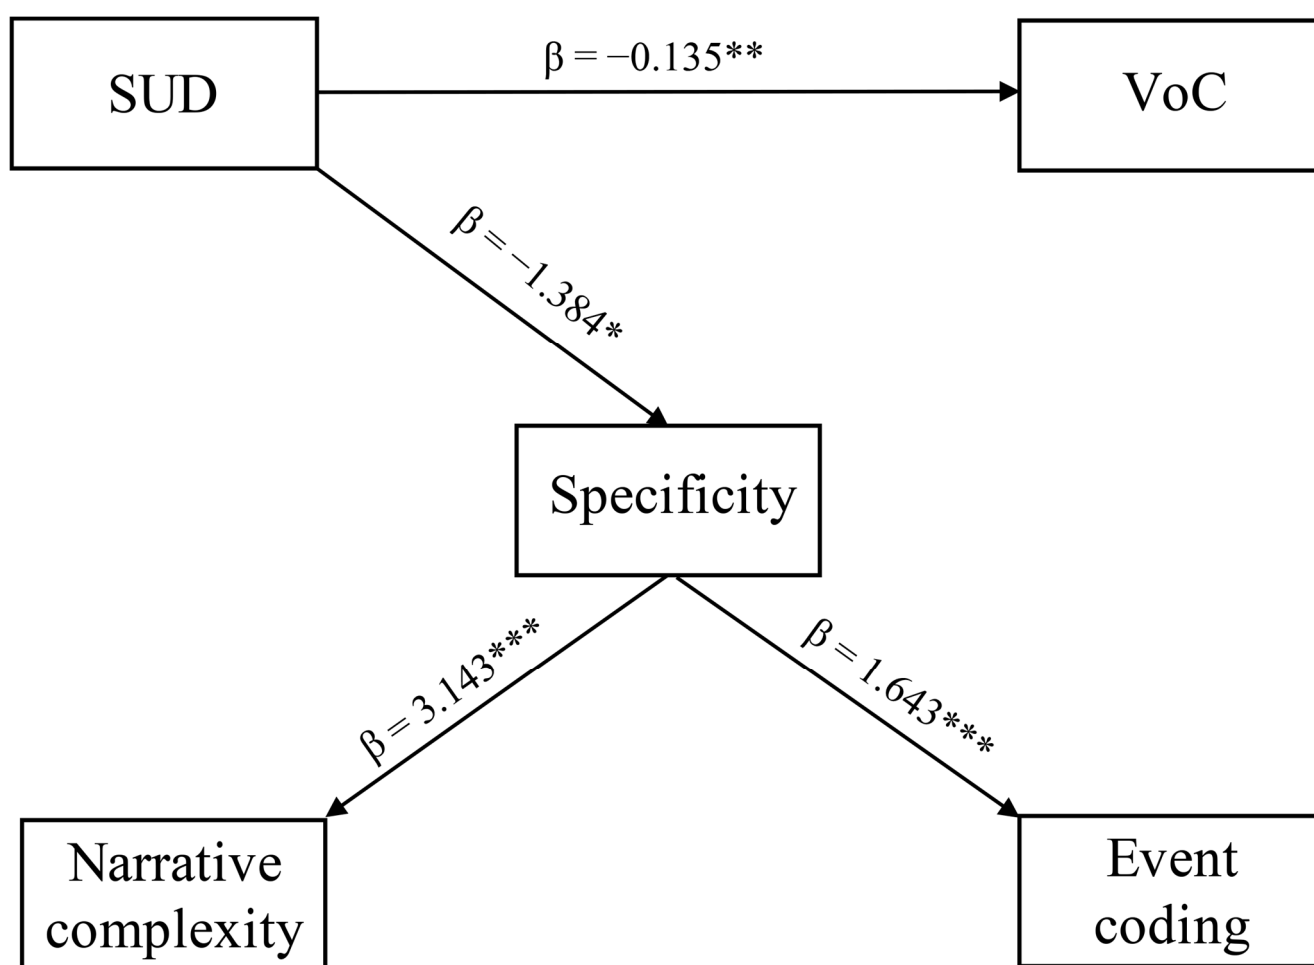 SUD
β = −0.135**
VoC
β = −1.384*
Specificity
β = 3.143***
β = 1.643***
Narrative
complexity
Event
coding